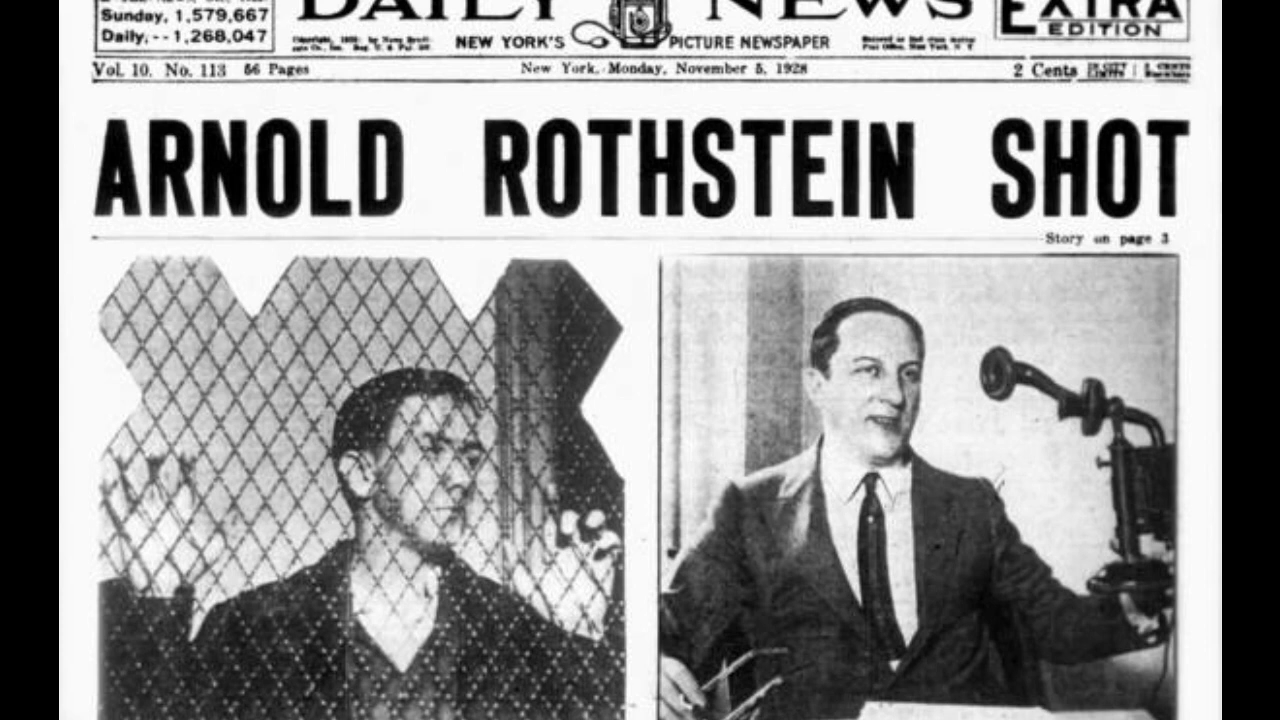 Sunday, 1,579,667
Daily, -- 1,268,047
DAILY NEWS
NEW YORK'S PICTURE NEWSPAPER
EXTRA
EDITION
Vol. 10. No. 113 56 Pages
New York, Monday, November 5, 1928
2 Cents
ARNOLD ROTHSTEIN SHOT
Story on page 3